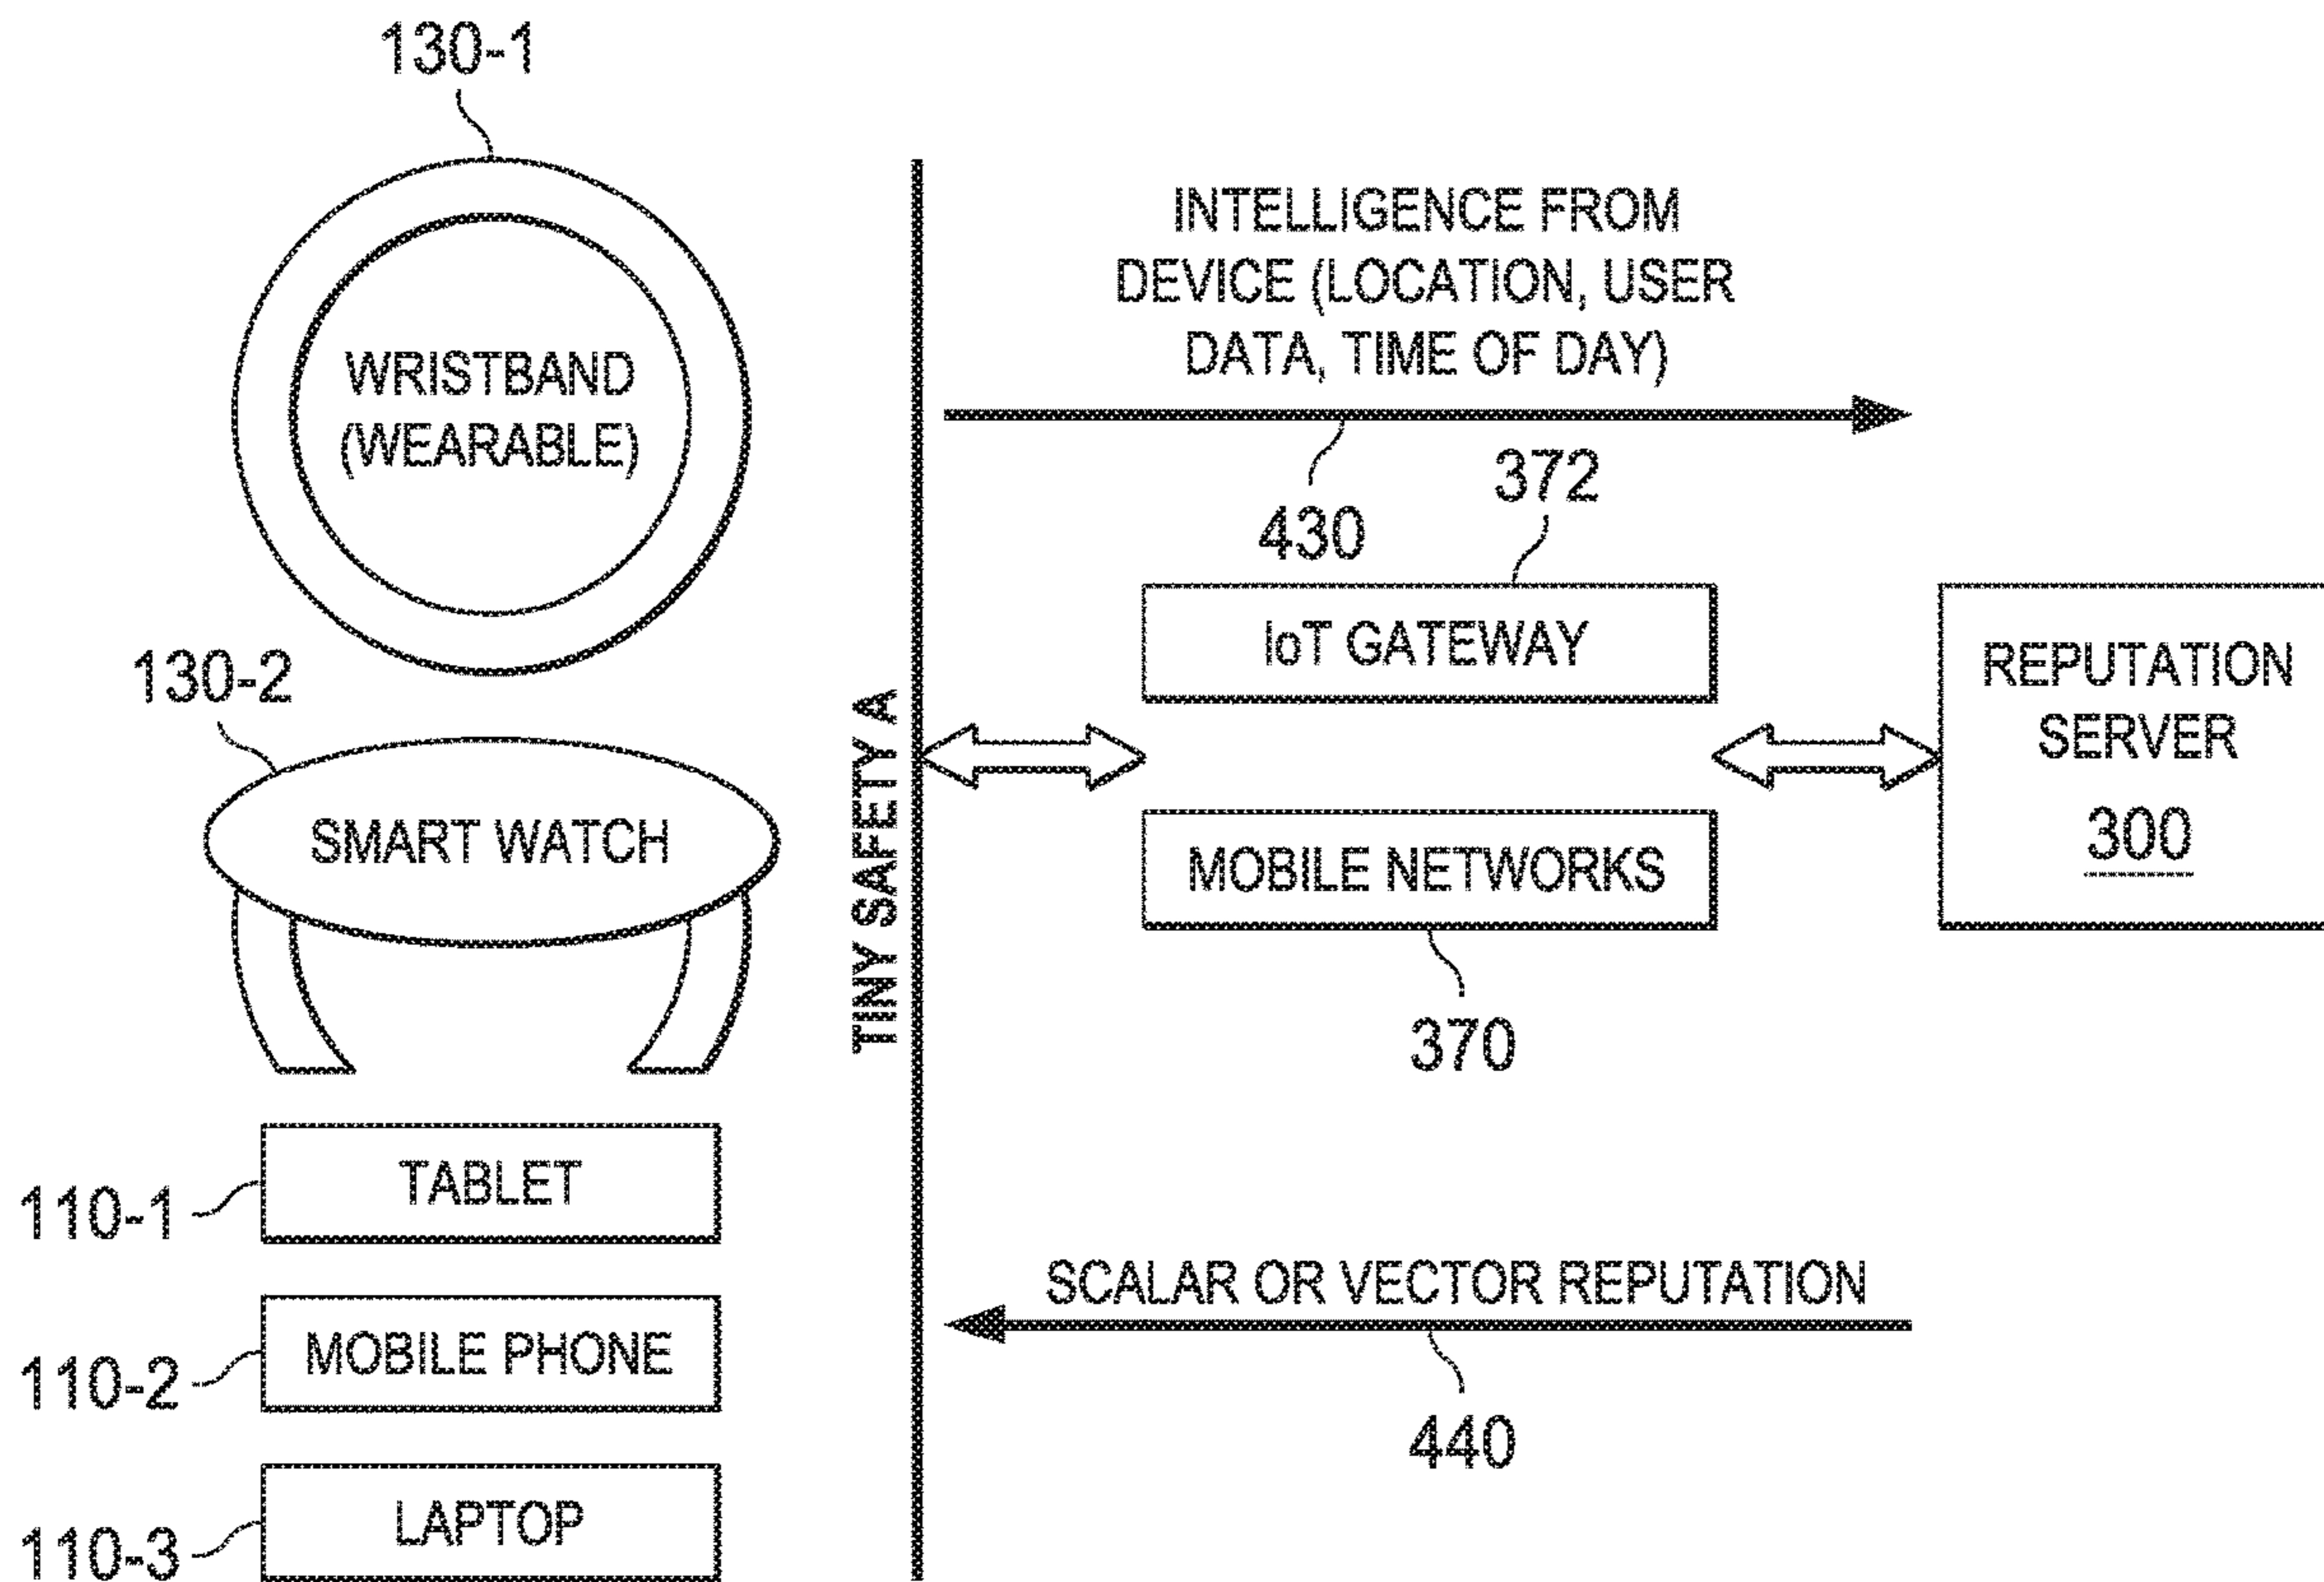 130-1
WRISTBAND
(WEARABLE)
130-2
SMART WATCH
110-1
TABLET
110-2
MOBILE PHONE
110-3
LAPTOP
TINY SAFETY A
INTELLIGENCE FROM
DEVICE (LOCATION, USER
DATA, TIME OF DAY)
430
372
IoT GATEWAY
MOBILE NETWORKS
370
REPUTATION
SERVER
300
SCALAR OR VECTOR REPUTATION
440